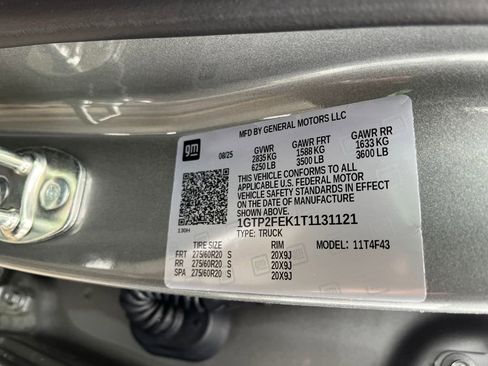 MFD BY GENERAL MOTORS LLC
gm 08/25 GVWR GAWR FRT GAWR RR
2835 KG 1588 KG 1633 KG
6250 LB 3500 LB 3600 LB
THIS VEHICLE CONFORMS TO ALL
APPLICABLE U.S. FEDERAL MOTOR
VEHICLE SAFETY STANDARDS IN EFFECT
ON THE DATE OF MANUFACTURE
SHOWN ABOVE.
1GTP2FEK1T1131121
TYPE: TRUCK
TIRE SIZE RIM MODEL: 11T4F43
FRT 275/60R20 S 20X9J
RR 275/60R20 S 20X9J
SPA 275/60R20 S 20X9J